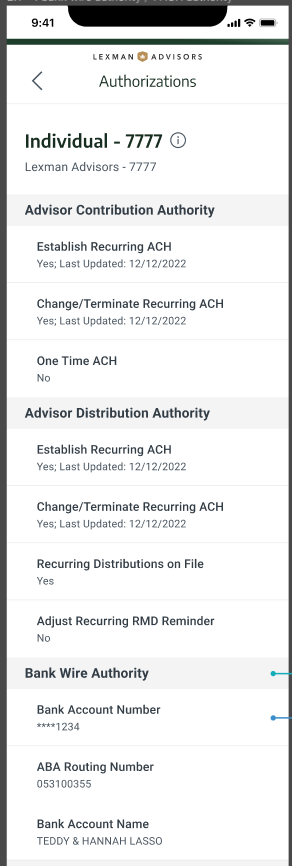 9:41
LEXMAN ADVISORS
Authorizations
Individual - 7777
Lexman Advisors - 7777
Advisor Contribution Authority
Establish Recurring ACH
Yes; Last Updated: 12/12/2022
Change/Terminate Recurring ACH
Yes; Last Updated: 12/12/2022
One Time ACH
No
Advisor Distribution Authority
Establish Recurring ACH
Yes; Last Updated: 12/12/2022
Change/Terminate Recurring ACH
Yes; Last Updated: 12/12/2022
Recurring Distributions on File
Yes
Adjust Recurring RMD Reminder
No
Bank Wire Authority
Bank Account Number
****1234
ABA Routing Number
053100355
Bank Account Name
TEDDY & HANNAH LASSO